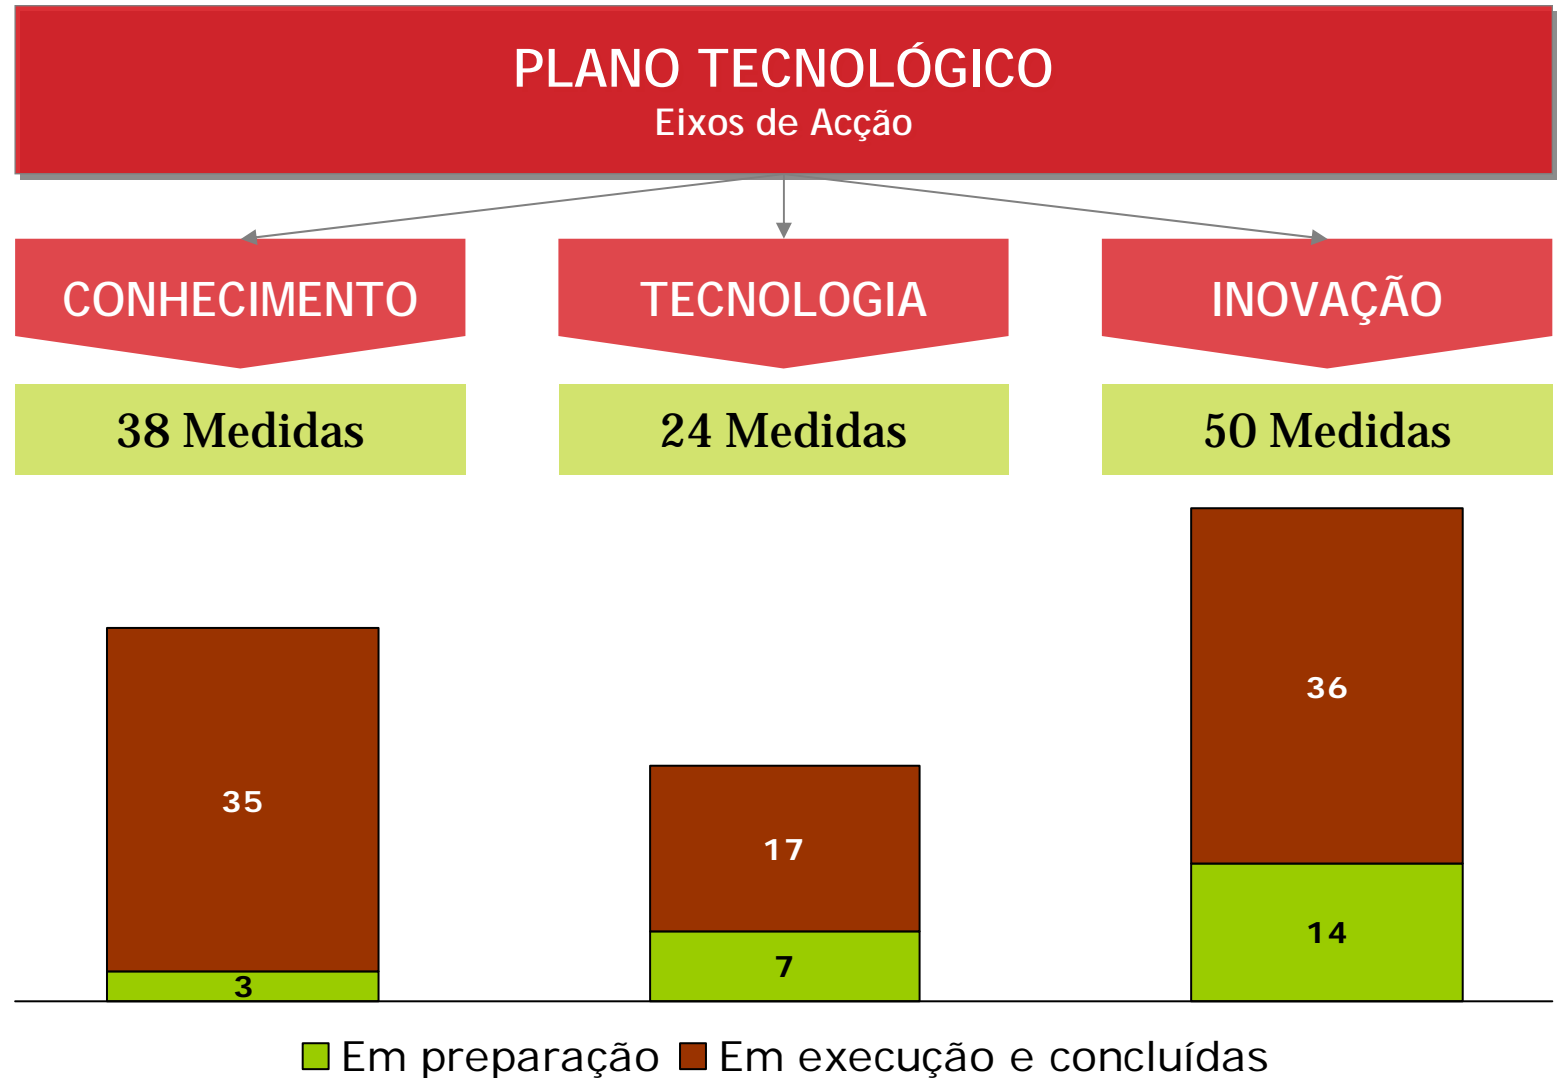 PLANO TECNOLÓGICO
Eixos de Acção
CONHECIMENTO
TECNOLOGIA
INOVAÇÃO
38 Medidas
24 Medidas
50 Medidas
35
3
17
7
36
14
Em preparação
Em execução e concluídas